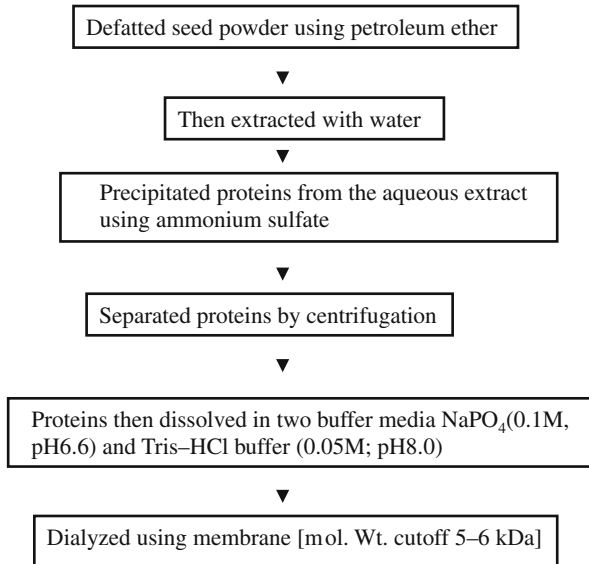 Defatted seed powder using petroleum ether
Then extracted with water
Precipitated proteins from the aqueous extract
using ammonium sulfate
Separated proteins by centrifugation
Proteins then dissolved in two buffer media NaPO₄(0.1M,
pH6.6) and Tris–HCl buffer (0.05M; pH8.0)
Dialyzed using membrane [mol. Wt. cutoff 5–6 kDa]